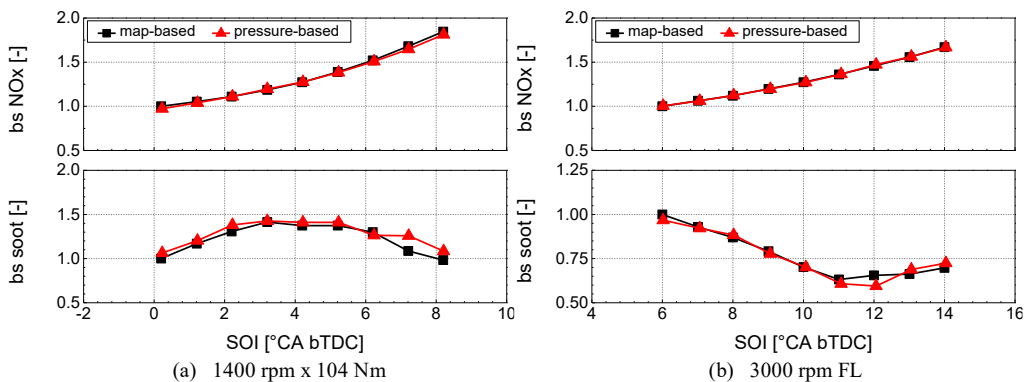 map-based pressure-based
2.0
1.5
1.0
0.5
bs NOx [-]
2.0
1.5
1.0
0.5
bs soot [-]
-2 0 2 4 6 8 10
SOI [°CA bTDC]
(a) 1400 rpm x 104 Nm
map-based pressure-based
2.0
1.5
1.0
0.5
bs NOx [-]
1.25
1.00
0.75
0.50
bs soot [-]
4 6 8 10 12 14 16
SOI [°CA bTDC]
(b) 3000 rpm FL